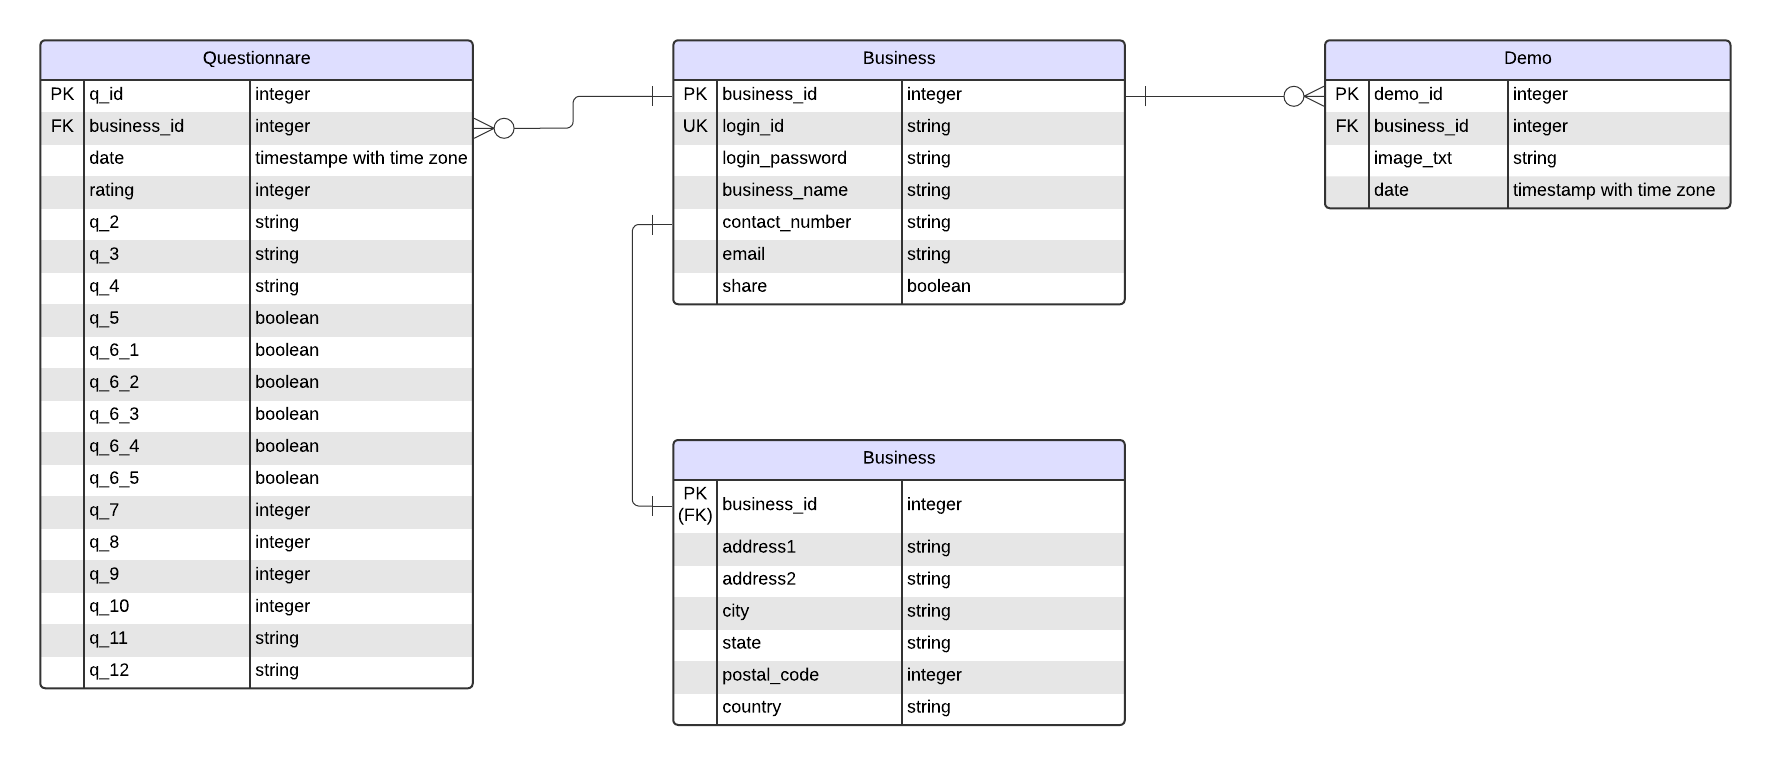 Questionnare
PK q_id integer
FK business_id integer
date timestampe with time zone
rating integer
q_2 string
q_3 string
q_4 string
q_5 boolean
q_6_1 boolean
q_6_2 boolean
q_6_3 boolean
q_6_4 boolean
q_6_5 boolean
q_7 integer
q_8 integer
q_9 integer
q_10 integer
q_11 string
q_12 string
Business
PK business_id integer
UK login_id string
login_password string
business_name string
contact_number string
email string
share boolean
Demo
PK demo_id integer
FK business_id integer
image_txt string
date timestamp with time zone
Business
PK
(FK) business_id integer
address1 string
address2 string
city string
state string
postal_code integer
country string